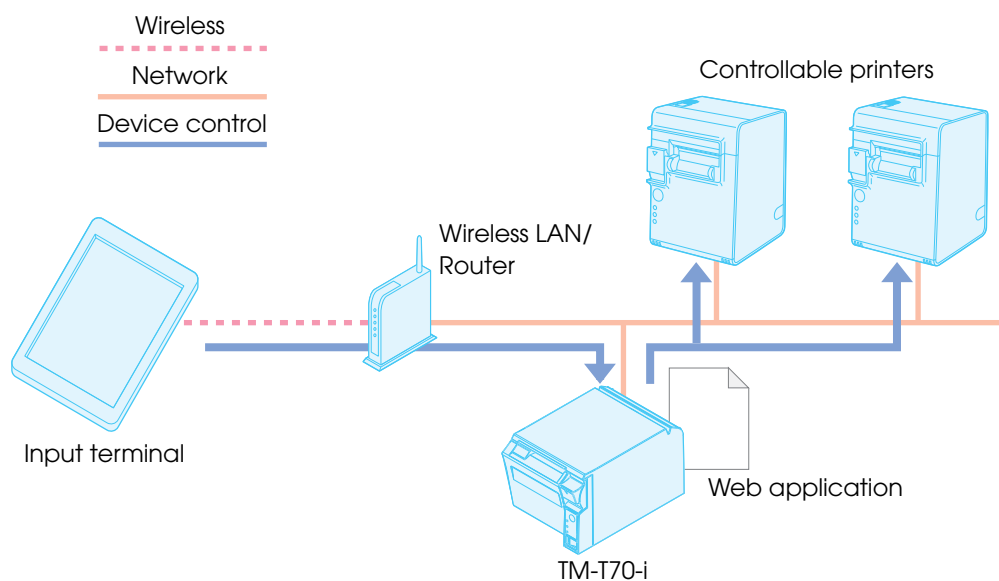 Wireless
Network
Device control
Controllable printers
Wireless LAN/
Router
Input terminal
Web application
TM-T70-i